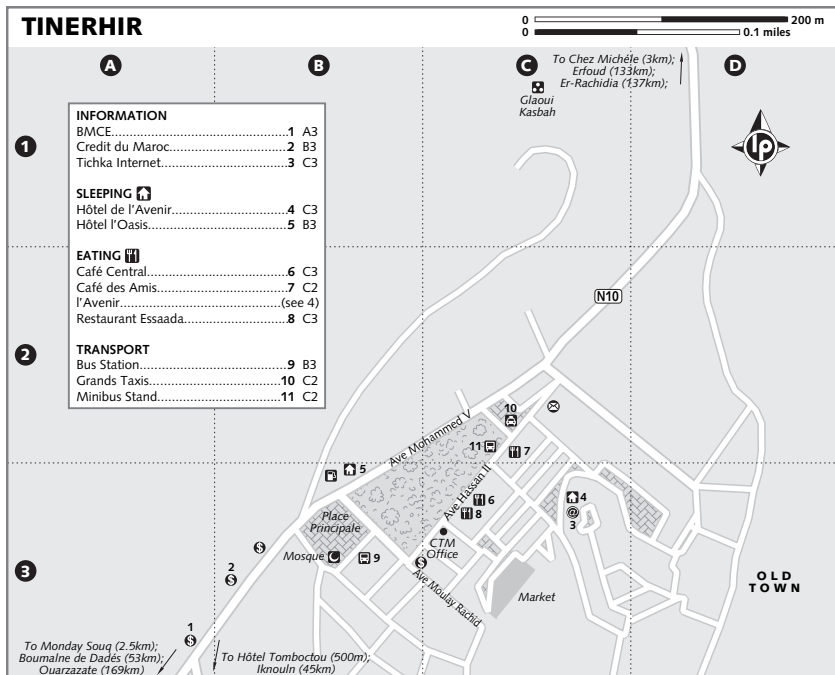 TINERHIR
0 200 m
0 0.1 miles
A
B
C
D
To Chez Michéle (3km);
Erfoud (133km);
Er-Rachidia (137km);
Glaoui
Kasbah
lp
1
INFORMATION
BMCE 1 A3
Credit du Maroc 2 B3
Tichka Internet 3 C3
SLEEPING
Hôtel de l'Avenir 4 C3
Hôtel l'Oasis 5 B3
EATING
Café Central 6 C3
Café des Amis 7 C2
l'Avenir (see 4)
Restaurant Essaada 8 C3
TRANSPORT
Bus Station 9 B3
Grands Taxis 10 C2
Minibus Stand 11 C2
2
N10
10
Ave Mohammed V
11
7
5
Ave Hassan II
6
4
8
@
3
Place
Principale
CTM
Office
Mosque
9
$
$
2
$
3
Ave Moulay Rachid
Market
OLD
TOWN
1
$
To Monday Souq (2.5km);
Boumalne de Dadés (53km);
Ouarzazate (169km)
To Hôtel Tomboctou (500m);
Iknouln (45km)